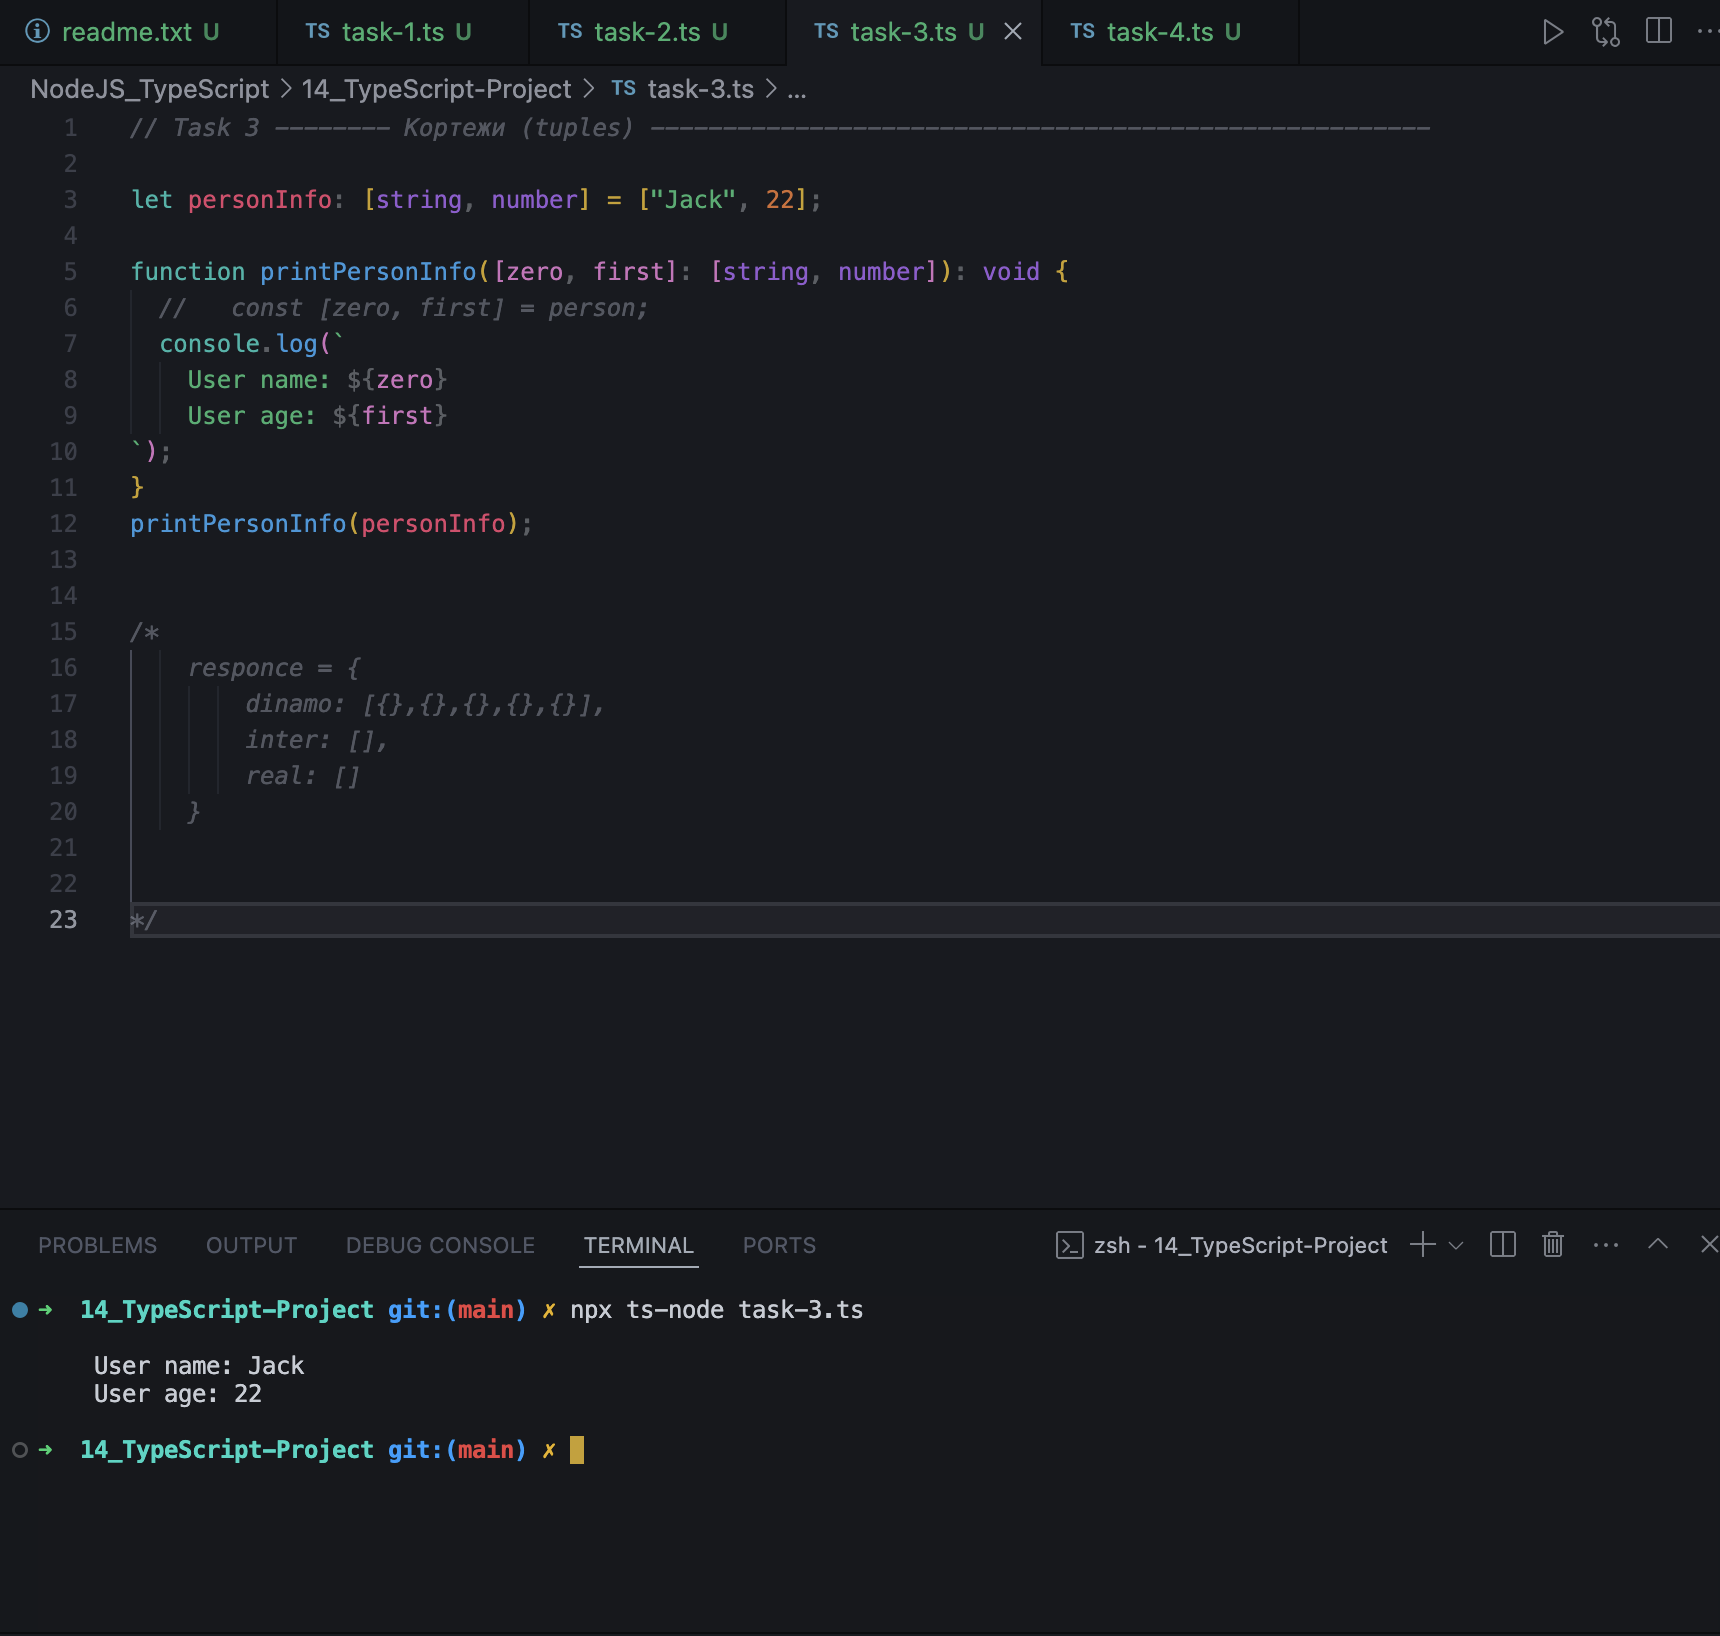 readme.txt U TS task-1.ts U TS task-2.ts U TS task-3.ts U TS task-4.ts U
NodeJS_TypeScript > 14_TypeScript-Project > TS task-3.ts > ...
1 // Task 3 -------- Кортежи (tuples) ------------------------------------------------------
2
3 let personInfo: [string, number] = ["Jack", 22];
4
5 function printPersonInfo([zero, first]: [string, number]): void {
6 //   const [zero, first] = person;
7 console.log(`
8 User name: ${zero}
9 User age: ${first}
10 `);
11 }
12 printPersonInfo(personInfo);
13
14
15 /*
16 responce = {
17 dinamo: [{},{},{},{},{}],
18 inter: [],
19 real: []
20 }
21
22
23 */
PROBLEMS OUTPUT DEBUG CONSOLE TERMINAL PORTS zsh - 14_TypeScript-Project
➜ 14_TypeScript-Project git:(main) ✗ npx ts-node task-3.ts
User name: Jack
User age: 22
➜ 14_TypeScript-Project git:(main) ✗